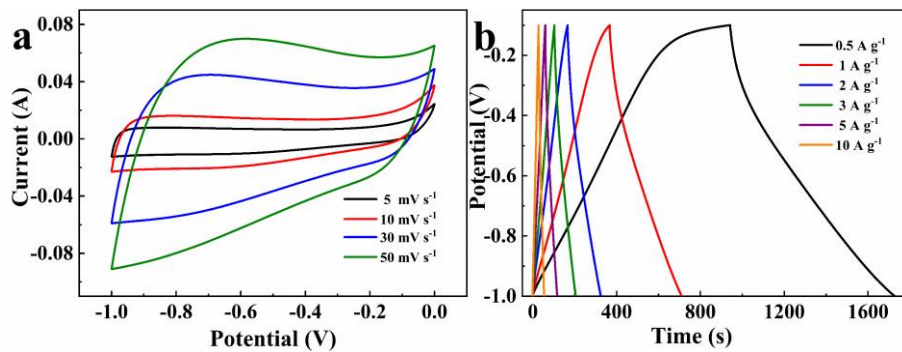 a
0.08
0.04
0.00
-0.04
-0.08
Current (A)
5 mV s⁻¹
10 mV s⁻¹
30 mV s⁻¹
50 mV s⁻¹
-1.0 -0.8 -0.6 -0.4 -0.2 0.0
Potential (V)
b
-0.2
-0.4
-0.6
-0.8
-1.0
Potential (V)
0.5 A g⁻¹
1 A g⁻¹
2 A g⁻¹
3 A g⁻¹
5 A g⁻¹
10 A g⁻¹
0 400 800 1200 1600
Time (s)